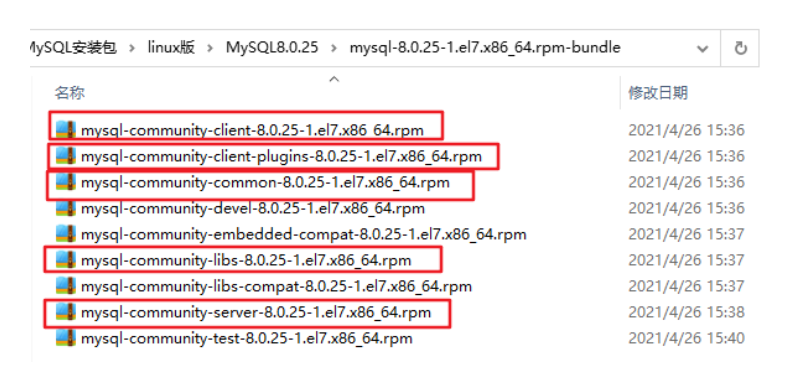 MySQL安装包 › linux版 › MySQL8.0.25 › mysql-8.0.25-1.el7.x86_64.rpm-bundle
名称 修改日期
mysql-community-client-8.0.25-1.el7.x86_64.rpm 2021/4/26 15:36
mysql-community-client-plugins-8.0.25-1.el7.x86_64.rpm 2021/4/26 15:36
mysql-community-common-8.0.25-1.el7.x86_64.rpm 2021/4/26 15:36
mysql-community-devel-8.0.25-1.el7.x86_64.rpm 2021/4/26 15:36
mysql-community-embedded-compat-8.0.25-1.el7.x86_64.rpm 2021/4/26 15:37
mysql-community-libs-8.0.25-1.el7.x86_64.rpm 2021/4/26 15:37
mysql-community-libs-compat-8.0.25-1.el7.x86_64.rpm 2021/4/26 15:37
mysql-community-server-8.0.25-1.el7.x86_64.rpm 2021/4/26 15:38
mysql-community-test-8.0.25-1.el7.x86_64.rpm 2021/4/26 15:40